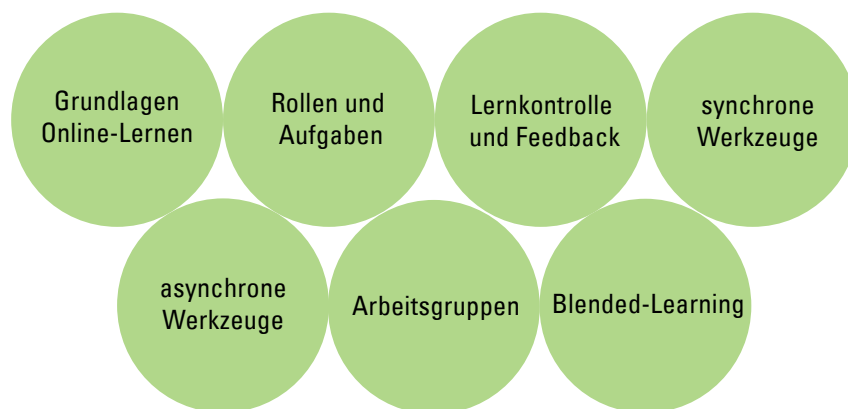 Grundlagen
Online-Lernen
Rollen und
Aufgaben
Lernkontrolle
und Feedback
synchrone
Werkzeuge
asynchrone
Werkzeuge
Arbeitsgruppen
Blended-Learning